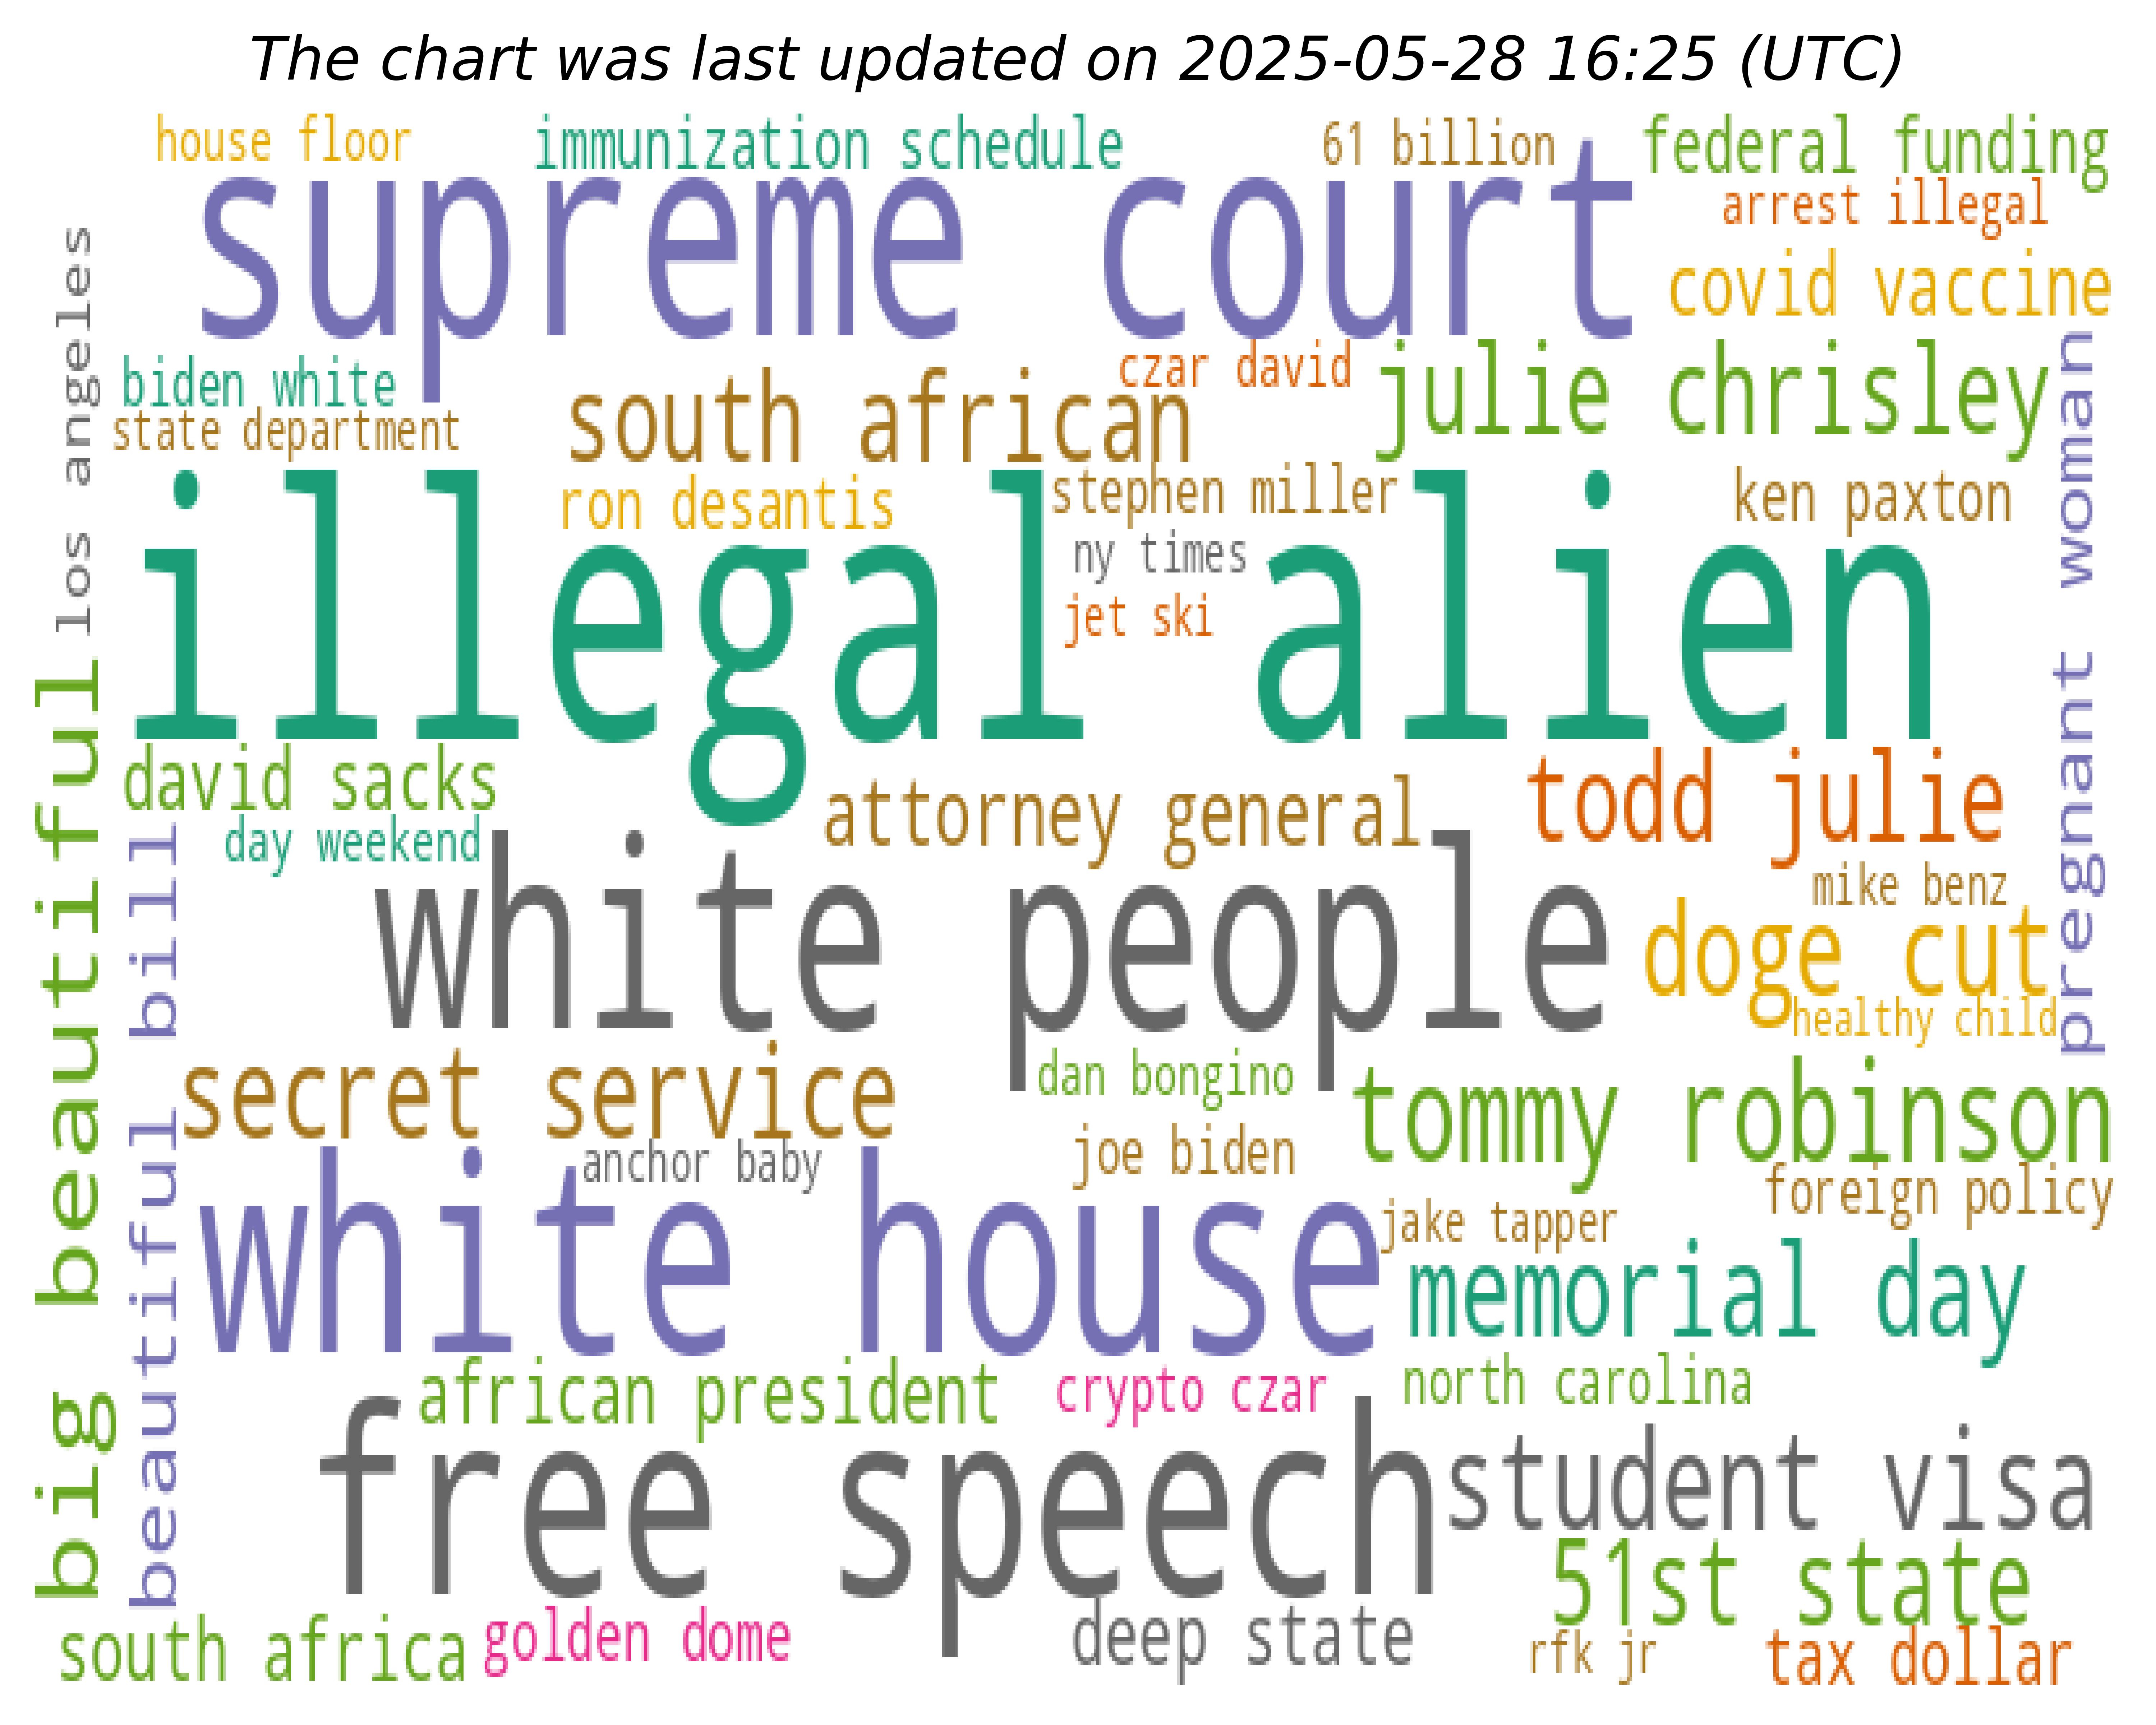 The chart was last updated on 2025-05-28 16:25 (UTC)
house floor
immunization schedule
61 billion
federal funding
supreme court
arrest illegal
covid vaccine
los angeles
biden white
south african
czar david
julie chrisley
pregnant woman
state department
ron desantis
stephen miller
ken paxton
illegal alien
ny times
jet ski
big beautiful
david sacks
attorney general
todd julie
beautiful bill
day weekend
white people
mike benz
doge cut
healthy child
secret service
dan bongino
tommy robinson
anchor baby
joe biden
foreign policy
white house
jake tapper
memorial day
african president
crypto czar
north carolina
free speech
student visa
51st state
south africa
golden dome
deep state
rfk jr
tax dollar